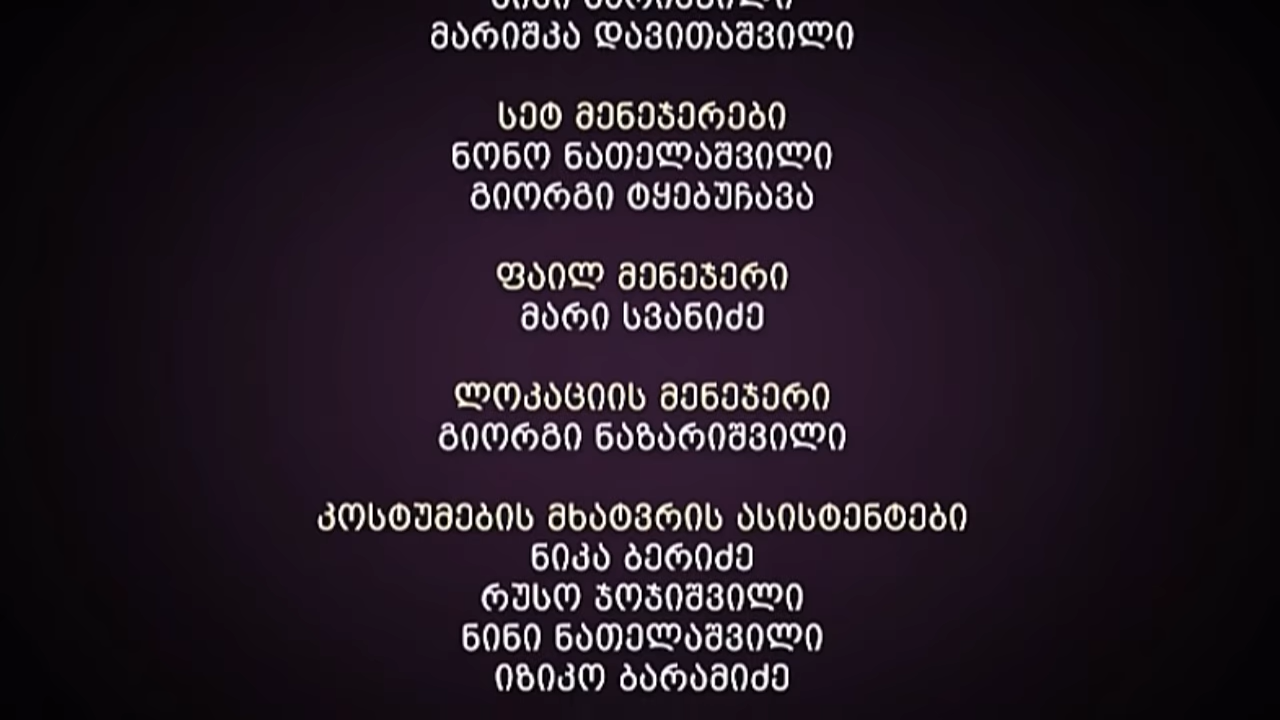 მარიშკა დავითაშვილი
სეტ მენეჯერები
ნონო ნათელაშვილი
გიორგი ტყებუჩავა
ფაილ მენეჯერი
მარი სვანიძე
ლოკაციის მენეჯერი
გიორგი ნაზარიშვილი
კოსტუმების მხატვრის ასისტენტები
ნიკა ბერიძე
რუსო ჯოჯიშვილი
ნინი ნათელაშვილი
იზიკო ბარამიძე